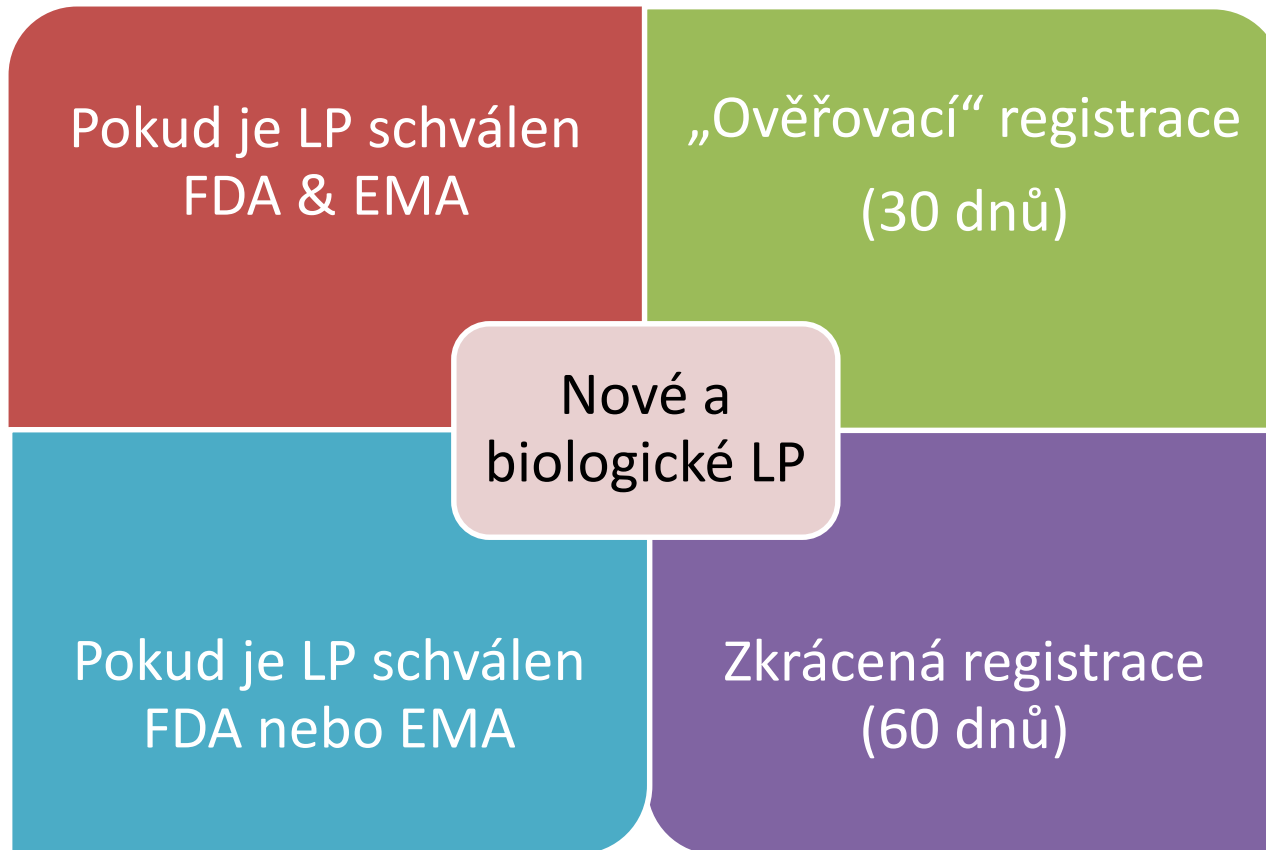 Pokud je LP schválen
FDA & EMA
„Ověřovací“ registrace
(30 dnů)
Nové a
biologické LP
Pokud je LP schválen
FDA nebo EMA
Zkrácená registrace
(60 dnů)